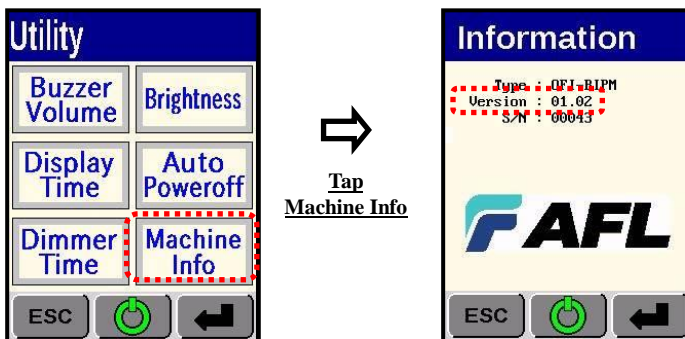 Utility
Buzzer Volume
Brightness
Display Time
Auto Poweroff
Dimmer Time
Machine Info
ESC
Tap
Machine Info
Information
Type : OFI-BIPM
Version : 01.02
S/N : 00043
AFL
ESC